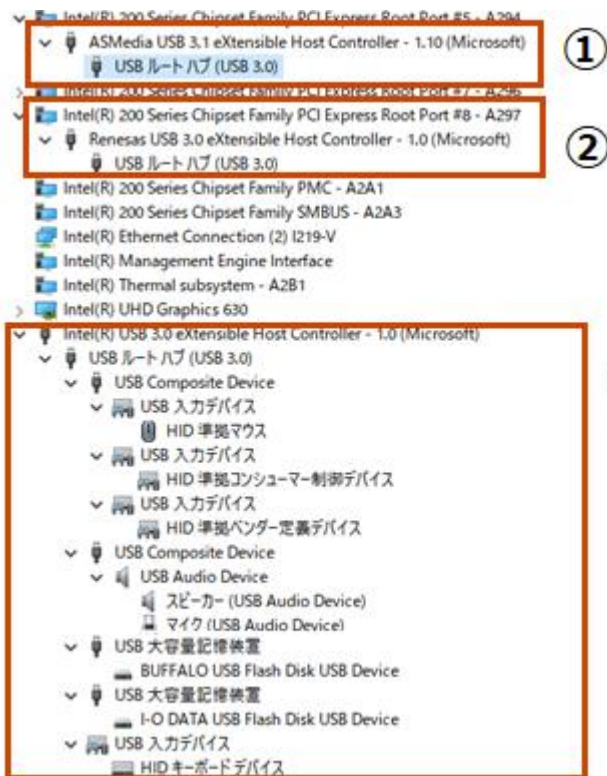 Intel(R) 200 Series Chipset Family PCI Express Root Port #5 - A294
ASMedia USB 3.1 eXtensible Host Controller - 1.10 (Microsoft)
①
USB ルート ハブ (USB 3.0)
Intel(R) 200 Series Chipset Family PCI Express Root Port #7 - A296
Intel(R) 200 Series Chipset Family PCI Express Root Port #8 - A297
Renesas USB 3.0 eXtensible Host Controller - 1.0 (Microsoft)
②
USB ルート ハブ (USB 3.0)
Intel(R) 200 Series Chipset Family PMC - A2A1
Intel(R) 200 Series Chipset Family SMBUS - A2A3
Intel(R) Ethernet Connection (2) I219-V
Intel(R) Management Engine Interface
Intel(R) Thermal subsystem - A2B1
Intel(R) UHD Graphics 630
Intel(R) USB 3.0 eXtensible Host Controller - 1.0 (Microsoft)
USB ルート ハブ (USB 3.0)
USB Composite Device
USB 入力デバイス
HID 準拠マウス
USB 入力デバイス
HID 準拠コンシューマー制御デバイス
USB 入力デバイス
HID 準拠ベンダー定義デバイス
USB Composite Device
USB Audio Device
スピーカー (USB Audio Device)
マイク (USB Audio Device)
USB 大容量記憶装置
BUFFALO USB Flash Disk USB Device
USB 大容量記憶装置
I-O DATA USB Flash Disk USB Device
USB 入力デバイス
HID キーボード デバイス